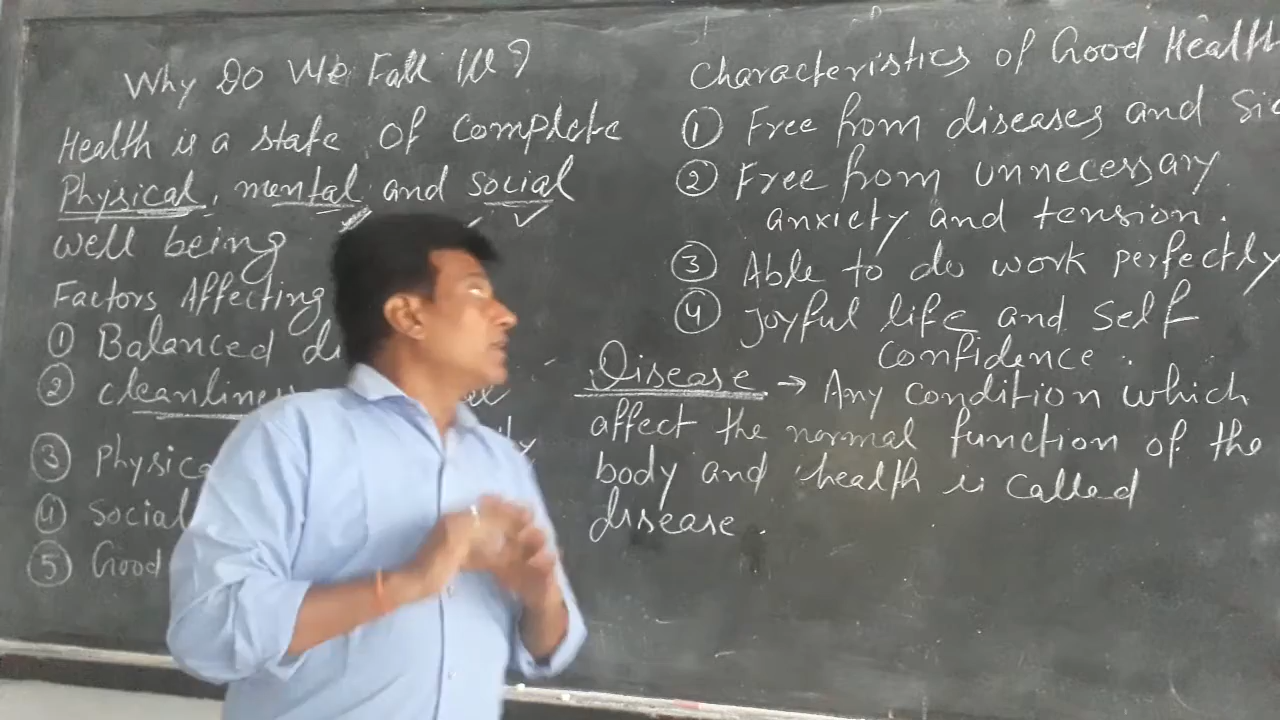 Why Do We Fall Ill?
Health is a state of complete
Physical, mental and social
well being
Factors Affecting
① Balanced
② cleanliness
③ Physica
④ social
⑤ Good
Characteristics of Good Health
① Free from diseases and
② Free from unnecessary
anxiety and tension.
③ Able to do work perfectly
④ joyful life and self
confidence.
Disease → Any condition which
affect the normal function of the
body and health is called
disease.